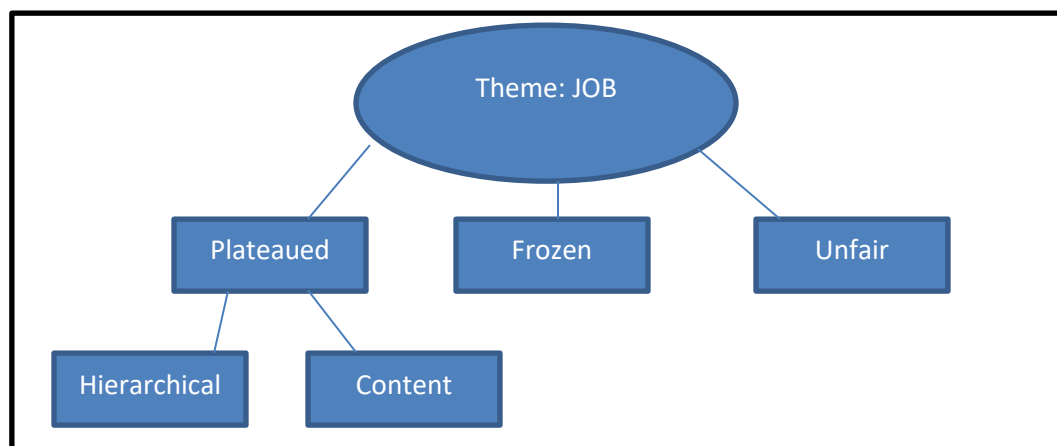 Theme: JOB
Plateaued
Frozen
Unfair
Hierarchical
Content